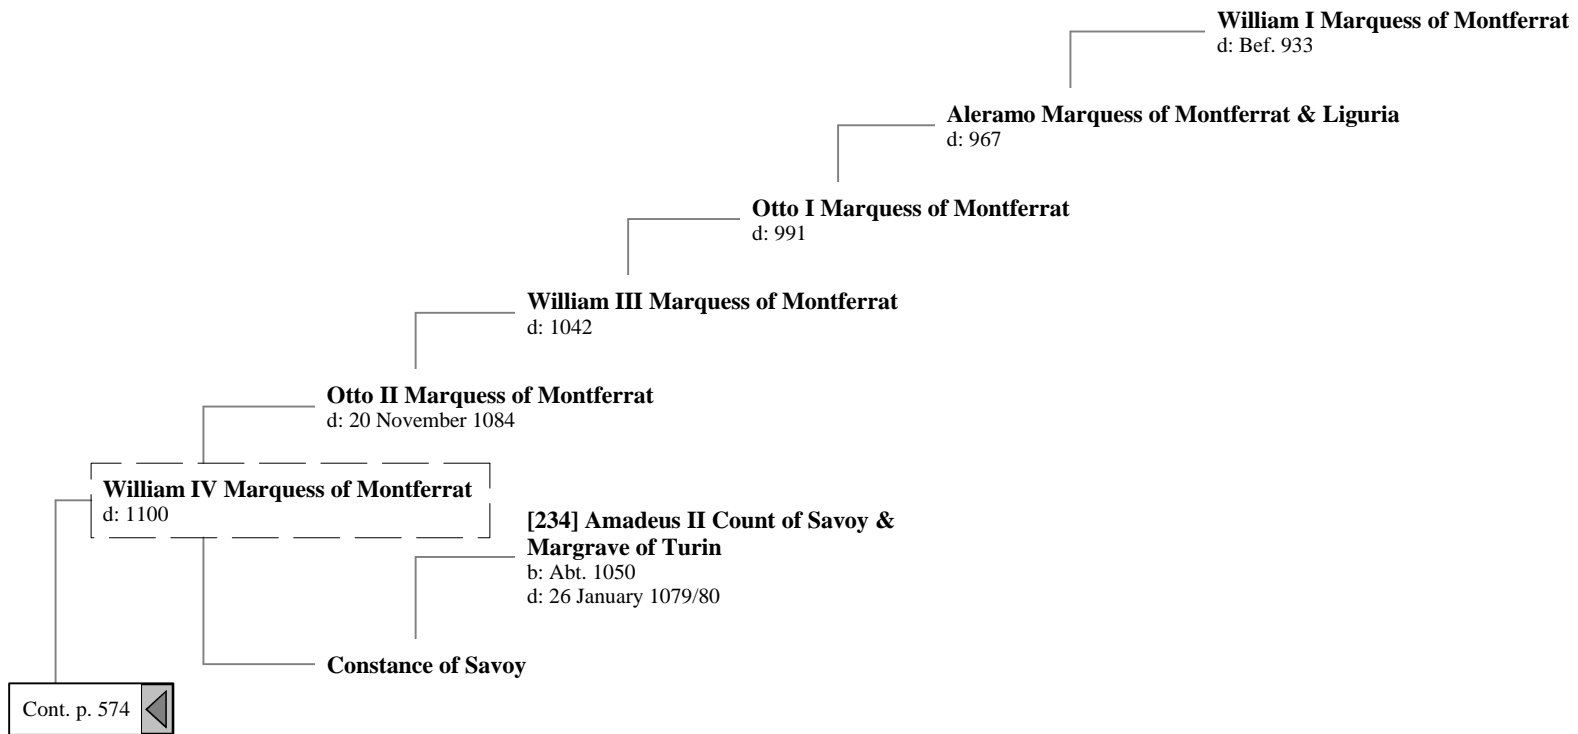 William I Marquess of Montferrat
d: Bef. 933
Aleramo Marquess of Montferrat & Liguria
d: 967
Otto I Marquess of Montferrat
d: 991
William III Marquess of Montferrat
d: 1042
Otto II Marquess of Montferrat
d: 20 November 1084
William IV Marquess of Montferrat
d: 1100
[234] Amadeus II Count of Savoy &
Margrave of Turin
b: Abt. 1050
d: 26 January 1079/80
Constance of Savoy
Cont. p. 574